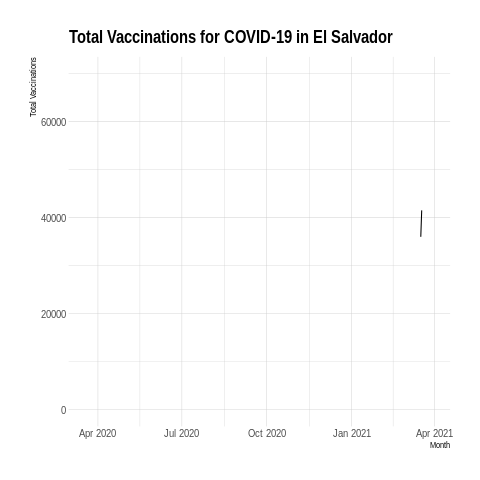 Total Vaccinations for COVID-19 in El Salvador
Total Vaccinations
60000
40000
20000
0
Apr 2020
Jul 2020
Oct 2020
Jan 2021
Apr 2021
Month